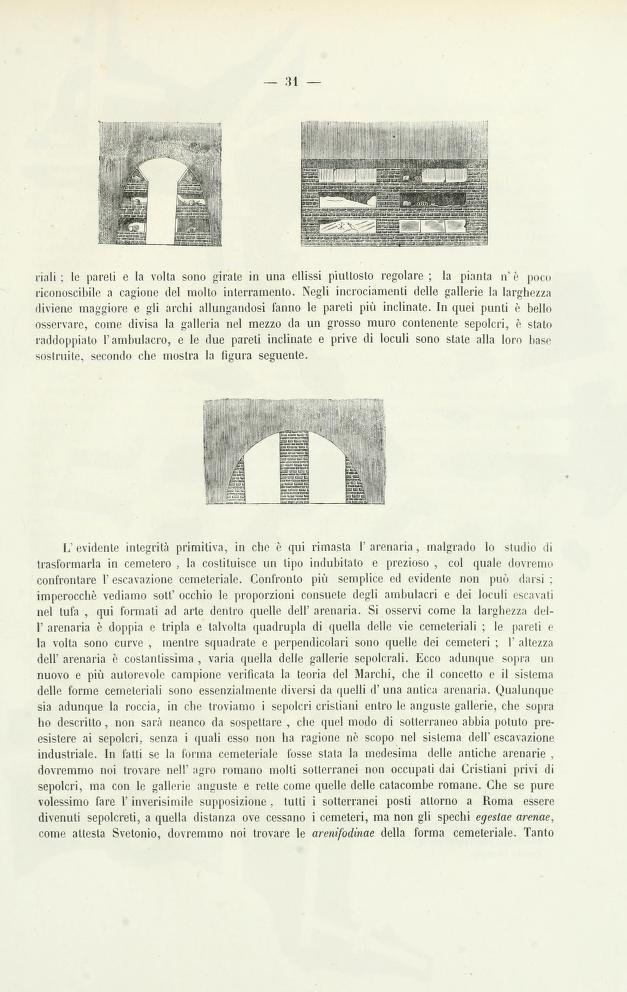 — 31 —
riali ; le pareti e la volta sono girate in una ellissi piuttosto regolare ; la pianta n' è poco
riconoscibile a cagione del molto interramento. Negli incrociamenti delle gallerie la larghezza
diviene maggiore e gli archi allungandosi fanno le pareti più inclinate. In quei punti è bello
osservare, come divisa la galleria nel mezzo da un grosso muro contenente sepolcri, è stato
raddoppiato l'ambulacro, e le due pareti inclinate e prive di loculi sono state alla loro base
sostruite, secondo che mostra la figura seguente.
L' evidente integrità primitiva, in che è qui rimasta l' arenaria, malgrado lo studio di
trasformarla in cemetero , la costituisce un tipo indubitato e prezioso , col quale dovremo
confrontare l' escavazione cemeteriale. Confronto più semplice ed evidente non può darsi ;
imperocchè vediamo sott' occhio le proporzioni consuete degli ambulacri e dei loculi escavati
nel tufa , qui formati ad arte dentro quelle dell' arenaria. Si osservi come la larghezza del-
l' arenaria è doppia e tripla e talvolta quadrupla di quella delle vie cemeteriali ; le pareti e
la volta sono curve , mentre squadrate e perpendicolari sono quelle dei cemeteri ; l' altezza
dell' arenaria è costantissima , varia quella delle gallerie sepolcrali. Ecco adunque sopra un
nuovo e più autorevole campione verificata la teoria del Marchi, che il concetto e il sistema
delle forme cemeteriali sono essenzialmente diversi da quelli d' una antica arenaria. Qualunque
sia adunque la roccia, in che troviamo i sepolcri cristiani entro le anguste gallerie, che sopra
ho descritto , non sarà neanco da sospettare , che quel modo di sotterraneo abbia potuto pre-
esistere ai sepolcri, senza i quali esso non ha ragione nè scopo nel sistema dell' escavazione
industriale. In fatti se la forma cemeteriale fosse stata la medesima delle antiche arenarie ,
dovremmo noi trovare nell' agro romano molti sotterranei non occupati dai Cristiani privi di
sepolcri, ma con le gallerie anguste e rette come quelle delle catacombe romane. Che se pure
volessimo fare l' inverisimile supposizione , tutti i sotterranei posti attorno a Roma essere
divenuti sepolcreti, a quella distanza ove cessano i cemeteri, ma non gli spechi egestae arenae,
come attesta Svetonio, dovremmo noi trovare le arenifodinae della forma cemeteriale. Tanto